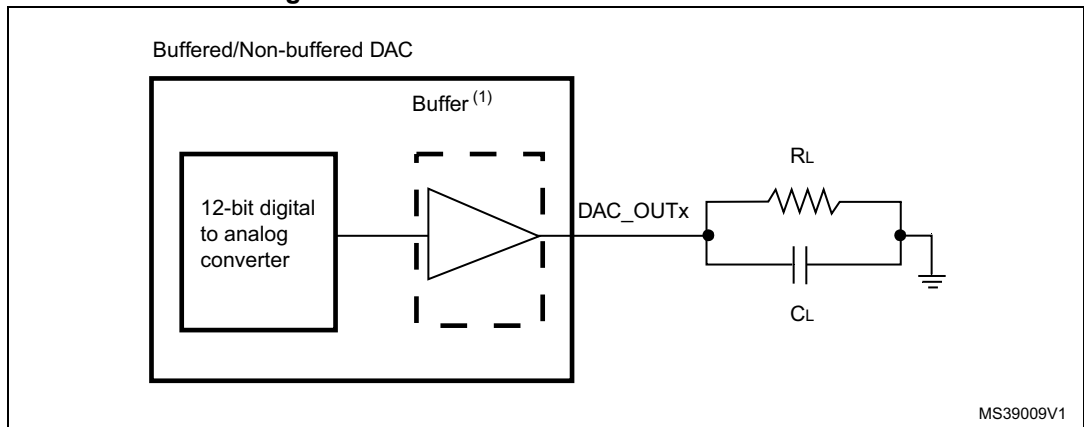 Buffered/Non-buffered DAC
Buffer (1)
12-bit digital
to analog
converter
DAC_OUTx
RL
CL
MS39009V1